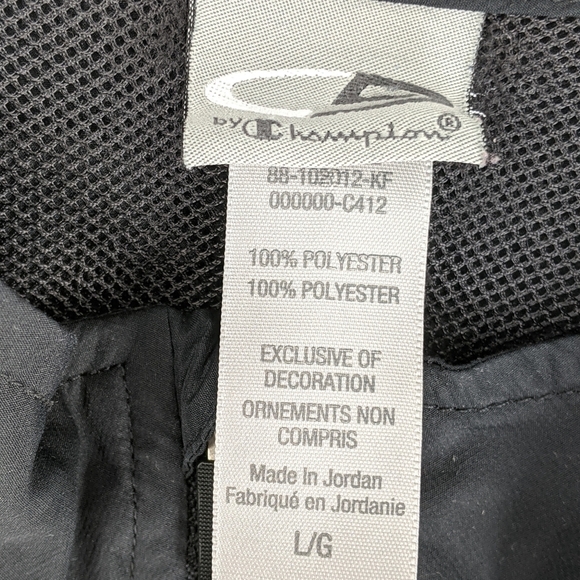 BY Champion®
88-102012-KF
000000-C412
100% POLYESTER
100% POLYESTER
EXCLUSIVE OF
DECORATION
ORNEMENTS NON
COMPRIS
Made In Jordan
Fabriqué en Jordanie
L/G